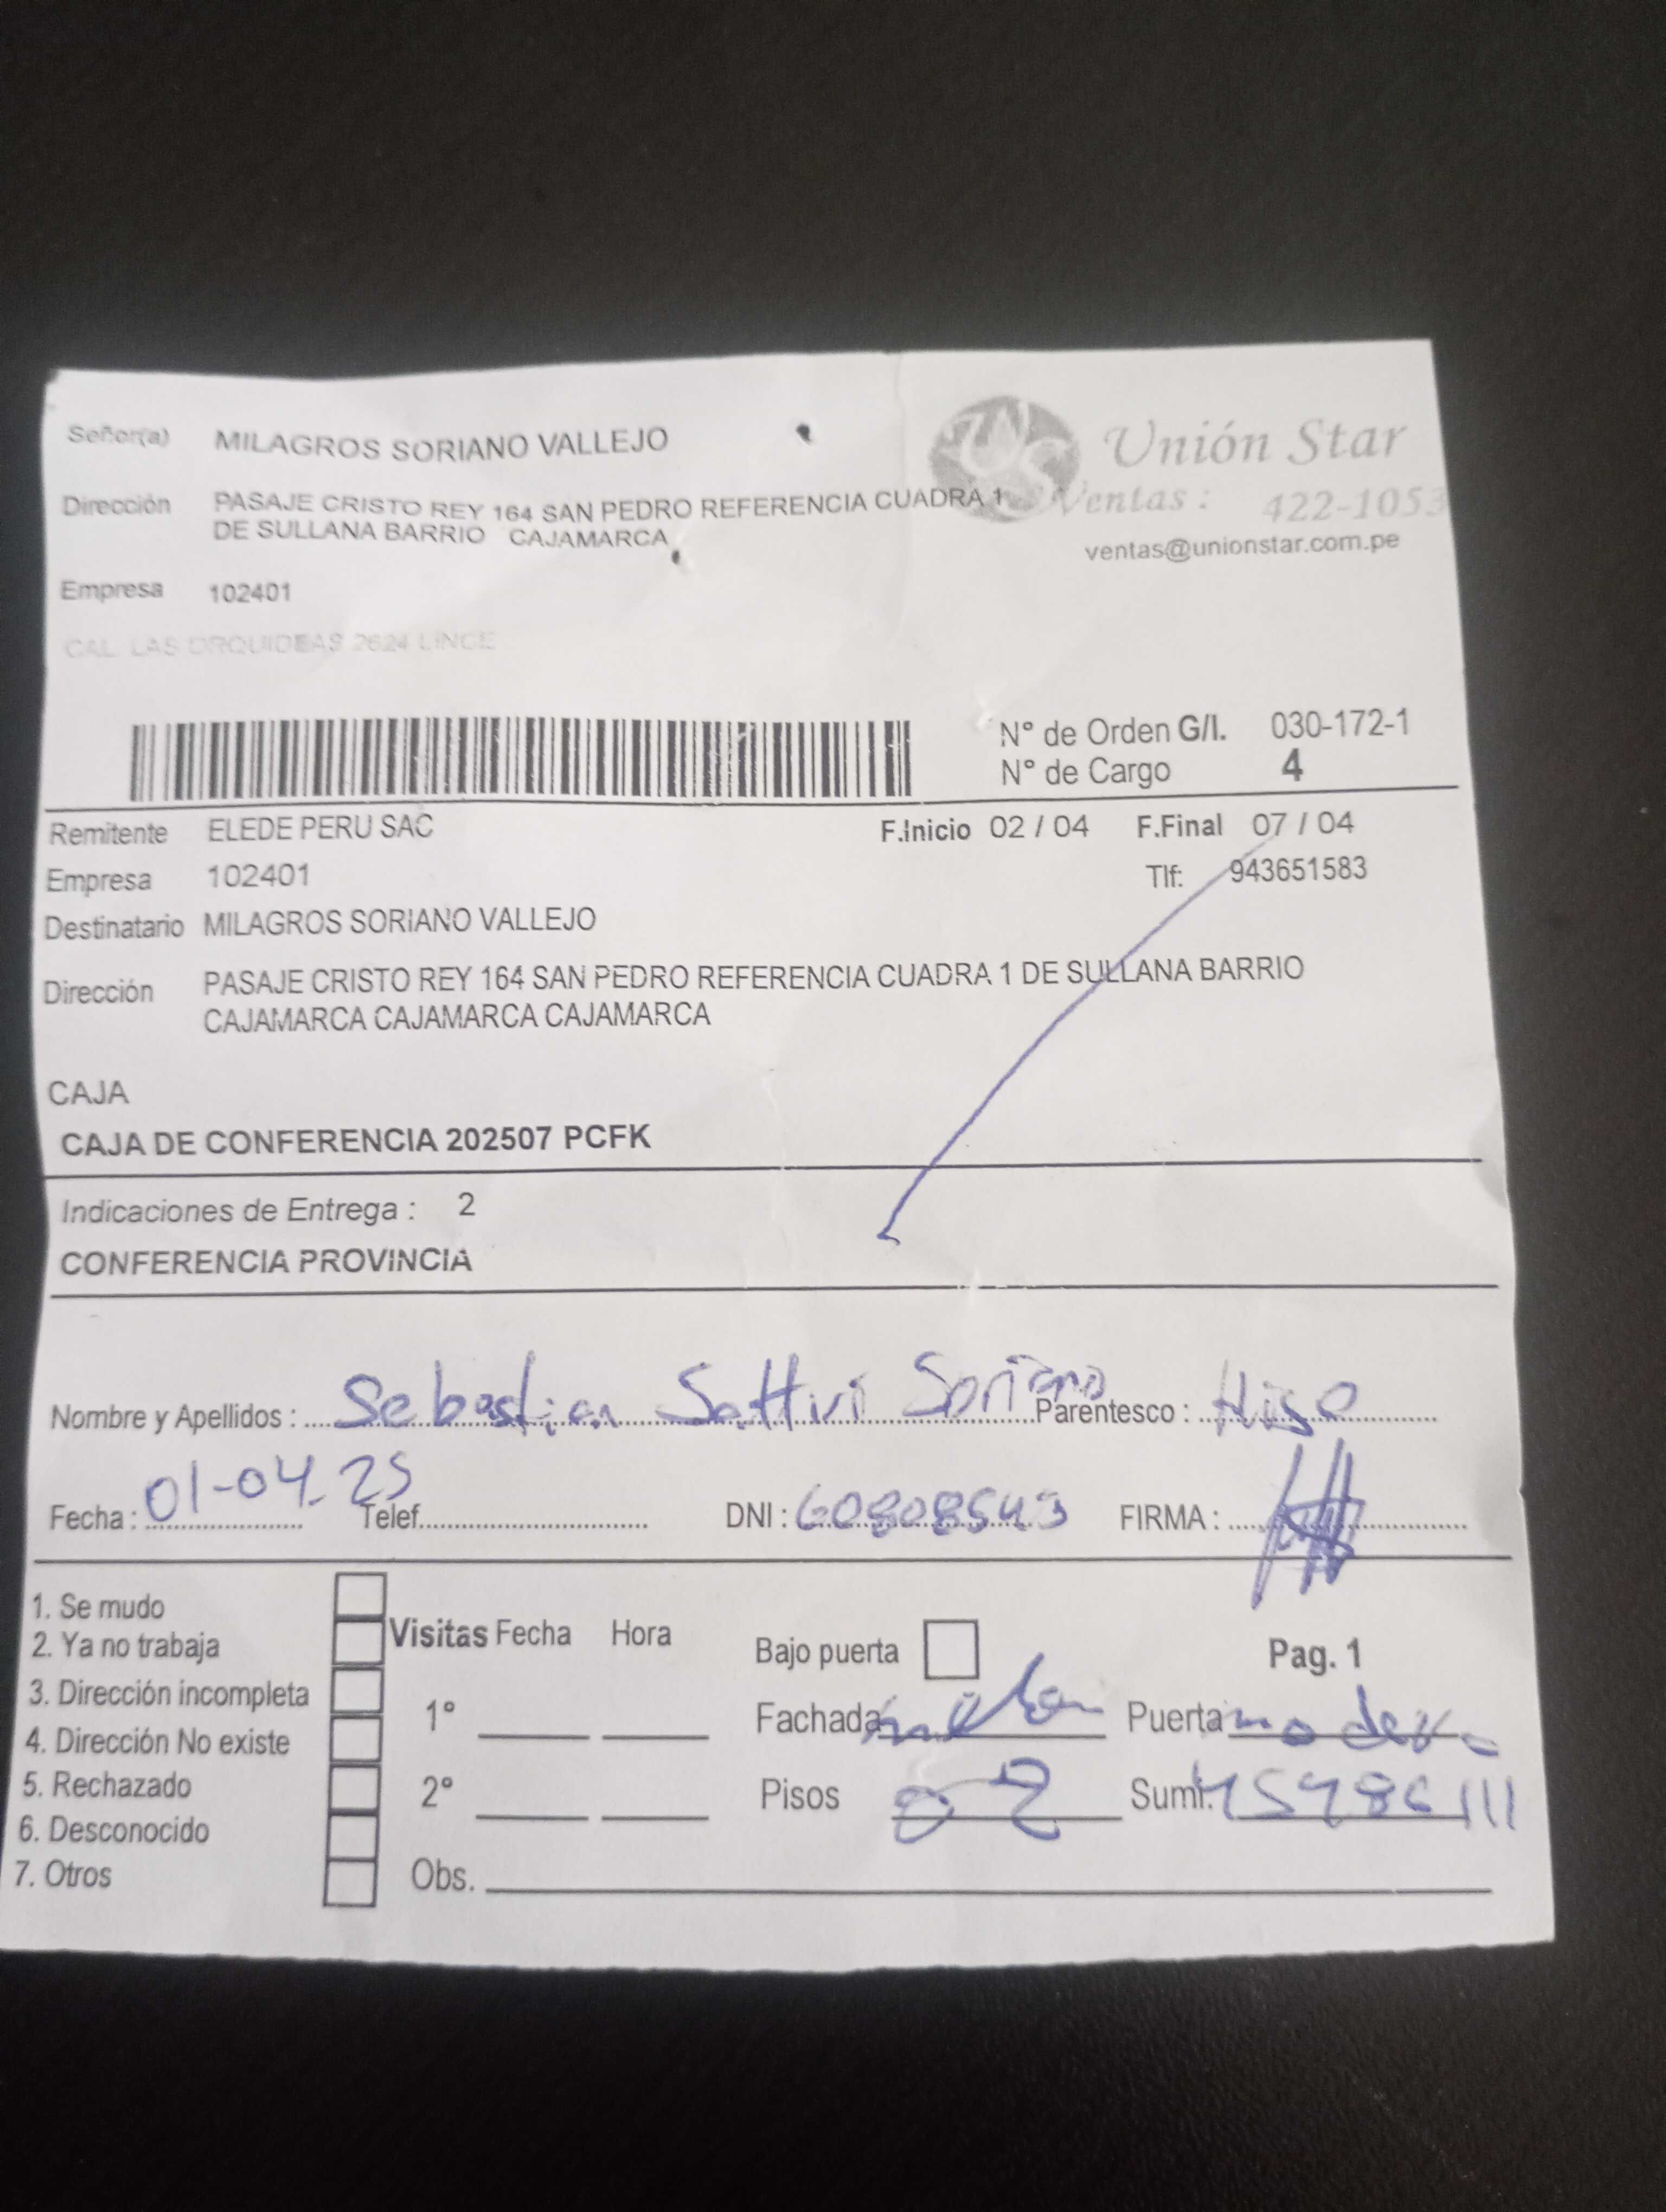 Señor(a) MILAGROS SORIANO VALLEJO
Unión Star
Dirección PASAJE CRISTO REY 164 SAN PEDRO REFERENCIA CUADRA 1
DE SULLANA BARRIO CAJAMARCA
Ventas : 422-1053
ventas@unionstar.com.pe
Empresa 102401
CAL LAS ORQUIDEAS 2624 LINCE
N° de Orden G/I. 030-172-1
N° de Cargo 4
Remitente ELEDE PERU SAC F.Inicio 02 / 04 F.Final 07 / 04
Empresa 102401 Tlf: 943651583
Destinatario MILAGROS SORIANO VALLEJO
Dirección PASAJE CRISTO REY 164 SAN PEDRO REFERENCIA CUADRA 1 DE SULLANA BARRIO
CAJAMARCA CAJAMARCA CAJAMARCA
CAJA
CAJA DE CONFERENCIA 202507 PCFK
Indicaciones de Entrega : 2
CONFERENCIA PROVINCIA
Nombre y Apellidos : Sebastian Sattui Soriano Parentesco : Hijo
Fecha : 01-04-25 Telef. DNI : 60808543 FIRMA :
1. Se mudo
2. Ya no trabaja
3. Dirección incompleta
4. Dirección No existe
5. Rechazado
6. Desconocido
7. Otros
Visitas Fecha Hora
1°
2°
Obs.
Bajo puerta Pag. 1
Fachada Puerta madera
Pisos 02 Sumi.